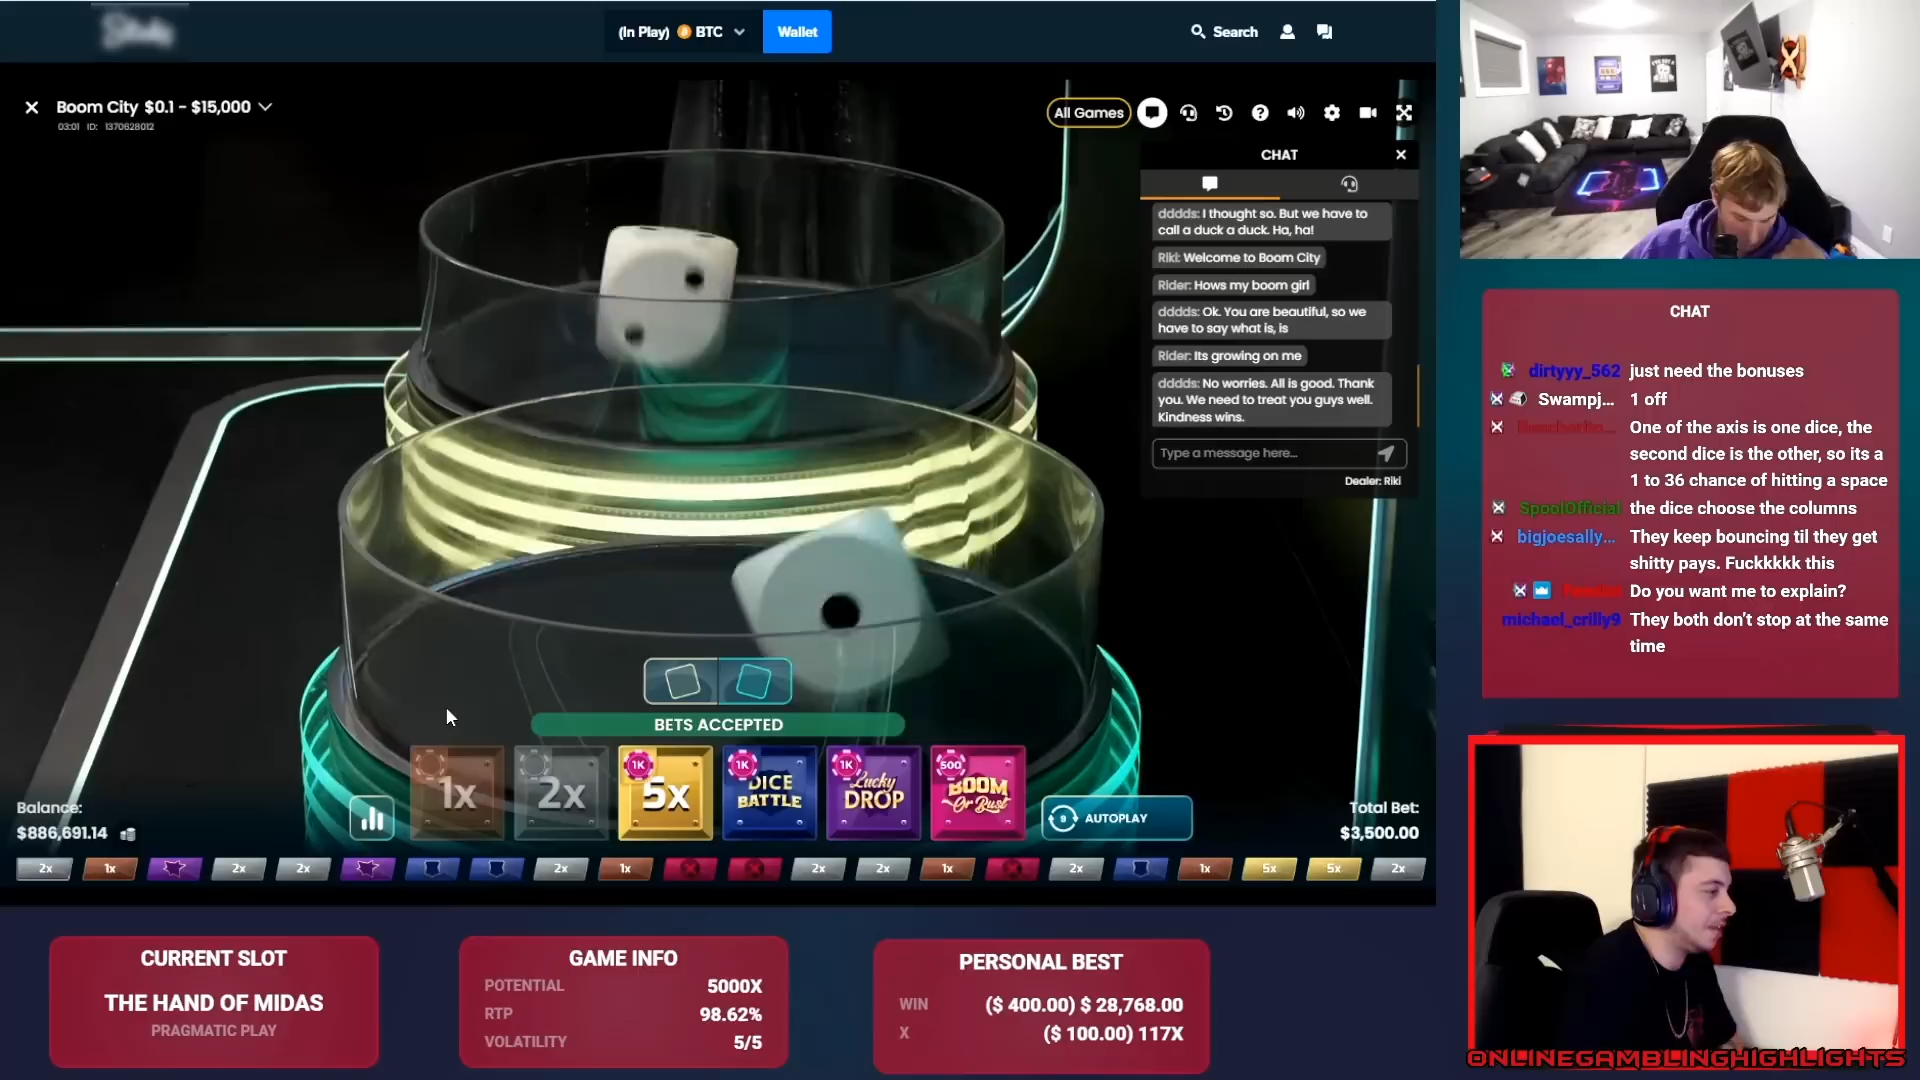 (In Play) BTC
Wallet
Search
Boom City $0.1 - $15,000
03:01 ID: 1370628012
All Games
CHAT
dddds: I thought so. But we have to
call a duck a duck. Ha, ha!
Riki: Welcome to Boom City
Rider: Hows my boom girl
dddds: Ok. You are beautiful, so we
have to say what is, is
Rider: Its growing on me
dddds: No worries. All is good. Thank
you. We need to treat you guys well.
Kindness wins.
Type a message here...
Dealer: Riki
BETS ACCEPTED
1x
2x
1K
5x
1K
DICE
BATTLE
1K
Lucky
DROP
500
BOOM
Or Bust
9 AUTOPLAY
Balance:
$886,691.14
Total Bet:
$3,500.00
2x 1x 2x 2x 2x 1x 2x 2x 1x 2x 1x 5x 5x 2x
CURRENT SLOT
THE HAND OF MIDAS
PRAGMATIC PLAY
GAME INFO
POTENTIAL 5000X
RTP 98.62%
VOLATILITY 5/5
PERSONAL BEST
WIN ($ 400.00) $ 28,768.00
X ($ 100.00) 117X
CHAT
dirtyyy_562 just need the bonuses
Swampj... 1 off
One of the axis is one dice, the
second dice is the other, so its a
1 to 36 chance of hitting a space
SpoolOfficial the dice choose the columns
bigjoesally... They keep bouncing til they get
shitty pays. Fuckkkkk this
Do you want me to explain?
michael_crilly9 They both don't stop at the same
time
ONLINEGAMBLINGHIGHLIGHTS